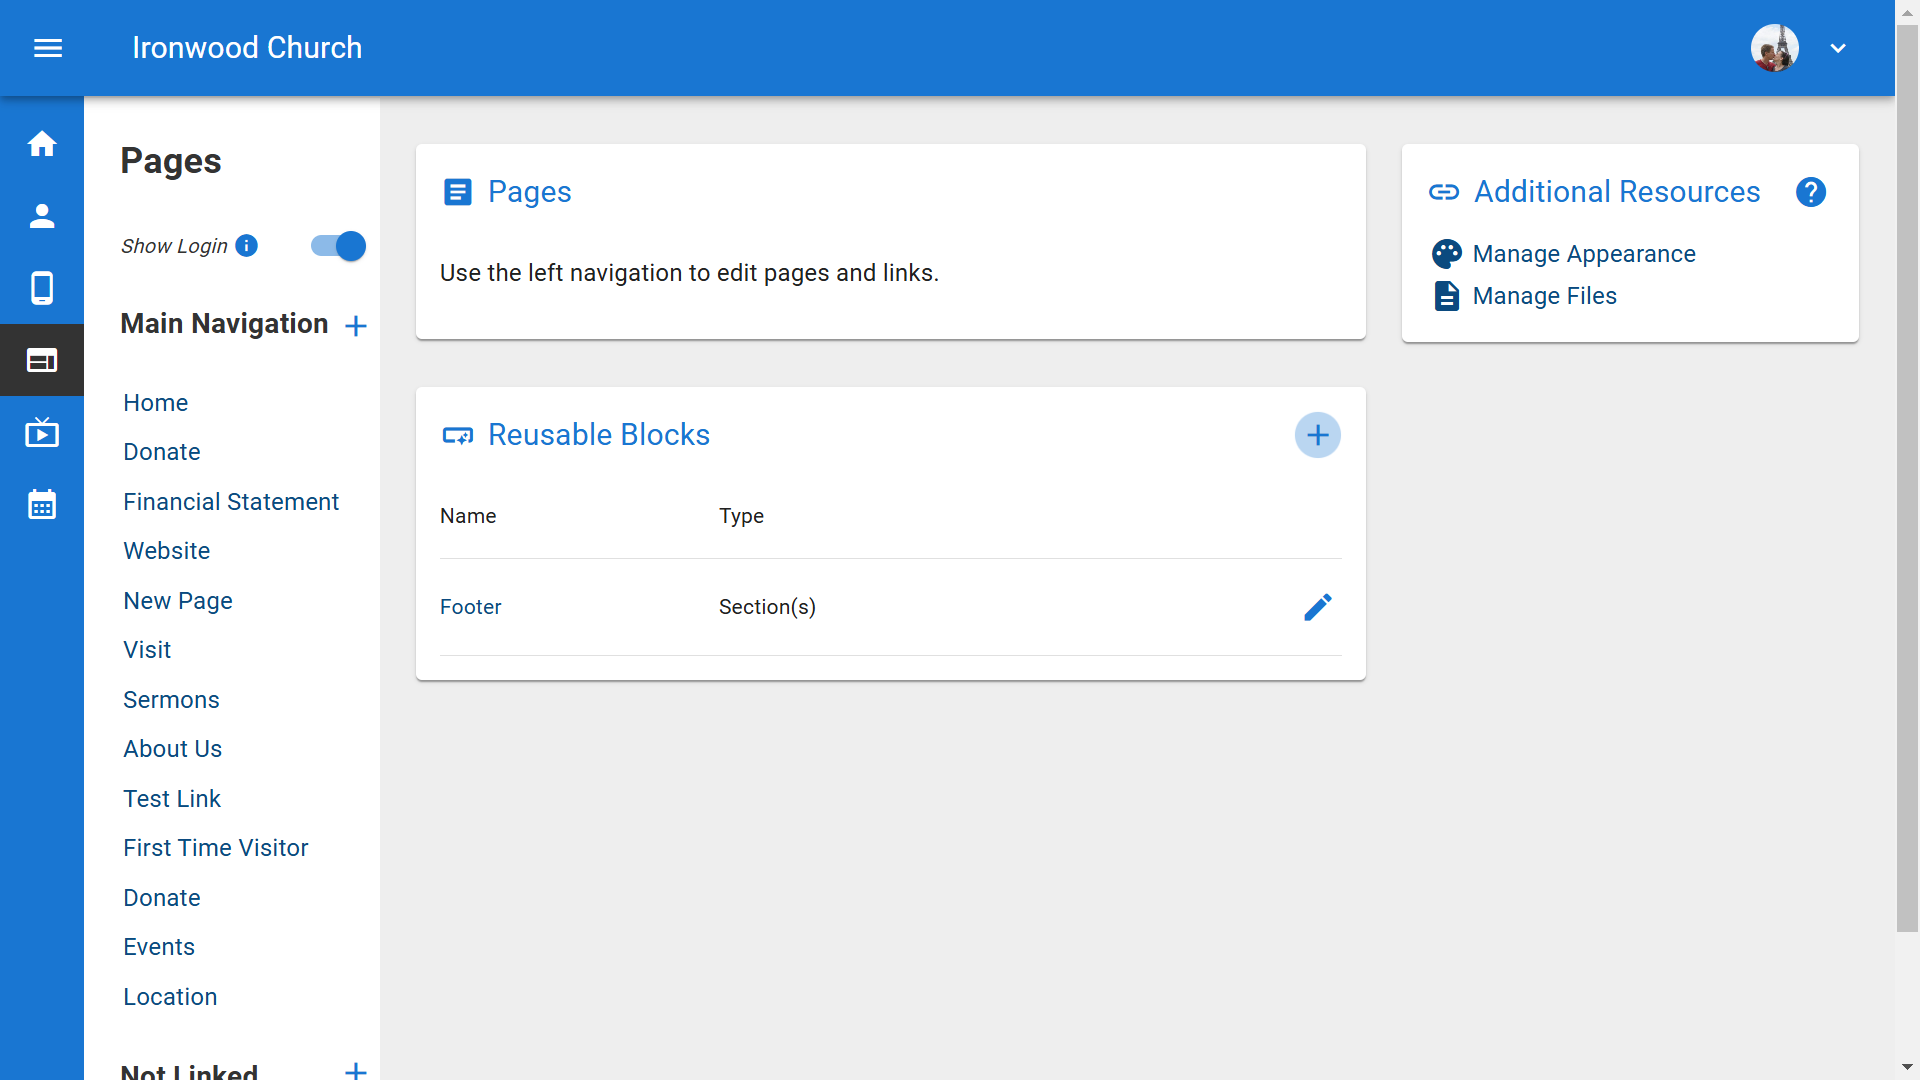 Ironwood Church
Pages
Show Login
Main Navigation
Home
Donate
Financial Statement
Website
New Page
Visit
Sermons
About Us
Test Link
First Time Visitor
Donate
Events
Location
Not Linked
Pages
Use the left navigation to edit pages and links.
Reusable Blocks
Name Type
Footer Section(s)
Additional Resources
Manage Appearance
Manage Files